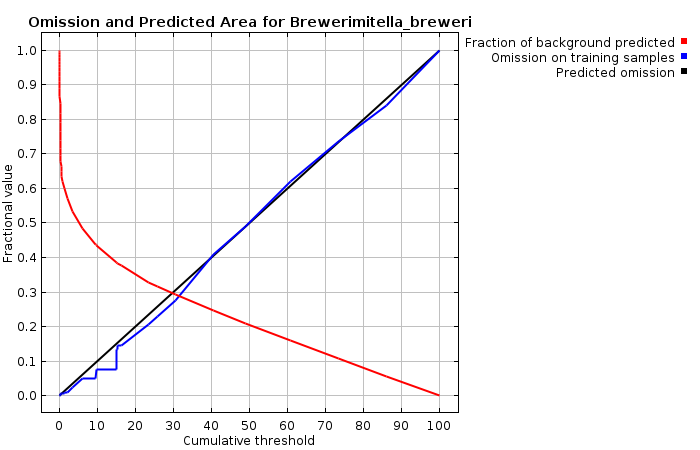 Omission and Predicted Area for Brewerimitella_breweri
Fraction of background predicted
Omission on training samples
Predicted omission
1.0
0.9
0.8
0.7
0.6
0.5
0.4
0.3
0.2
0.1
0.0
Fractional value
0 10 20 30 40 50 60 70 80 90 100
Cumulative threshold